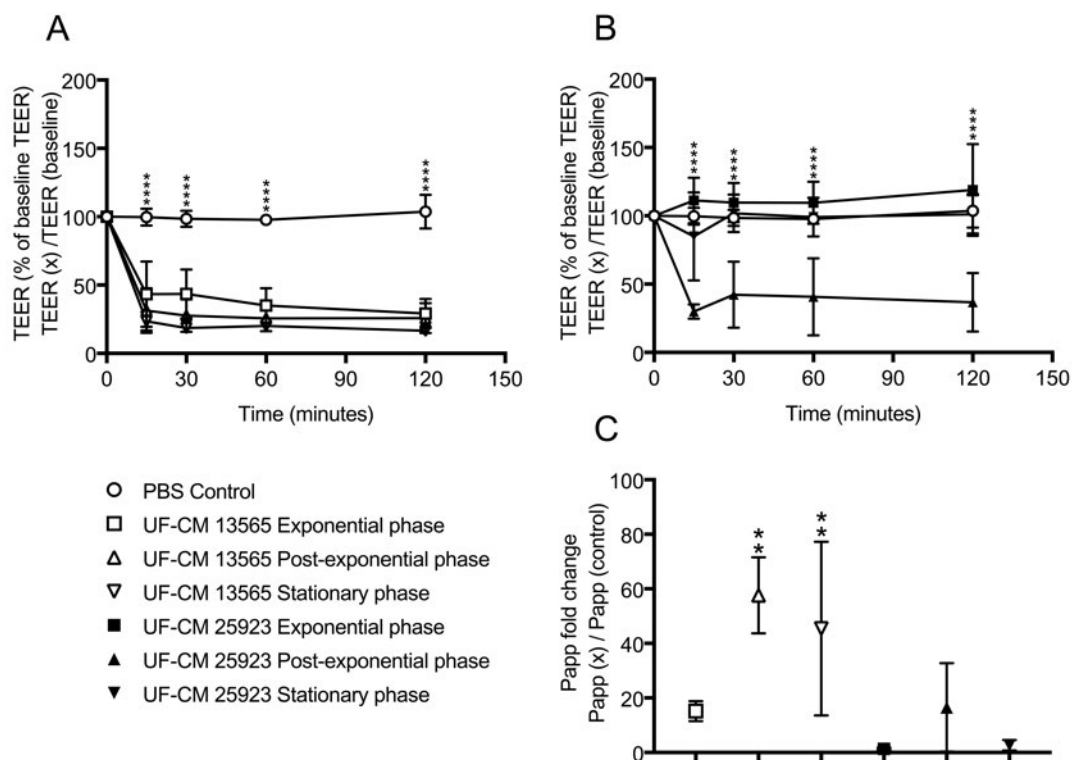 A
TEER (% of baseline TEER)
TEER (x) /TEER (baseline)
200
150
100
50
0
****
****
****
****
0
30
60
90
120
150
Time (minutes)
B
TEER (% of baseline TEER)
TEER (x) /TEER (baseline)
200
150
100
50
0
****
****
****
****
0
30
60
90
120
150
Time (minutes)
PBS Control
UF-CM 13565 Exponential phase
UF-CM 13565 Post-exponential phase
UF-CM 13565 Stationary phase
UF-CM 25923 Exponential phase
UF-CM 25923 Post-exponential phase
UF-CM 25923 Stationary phase
C
Papp fold change
Papp (x) / Papp (control)
100
80
60
40
20
0
**
**